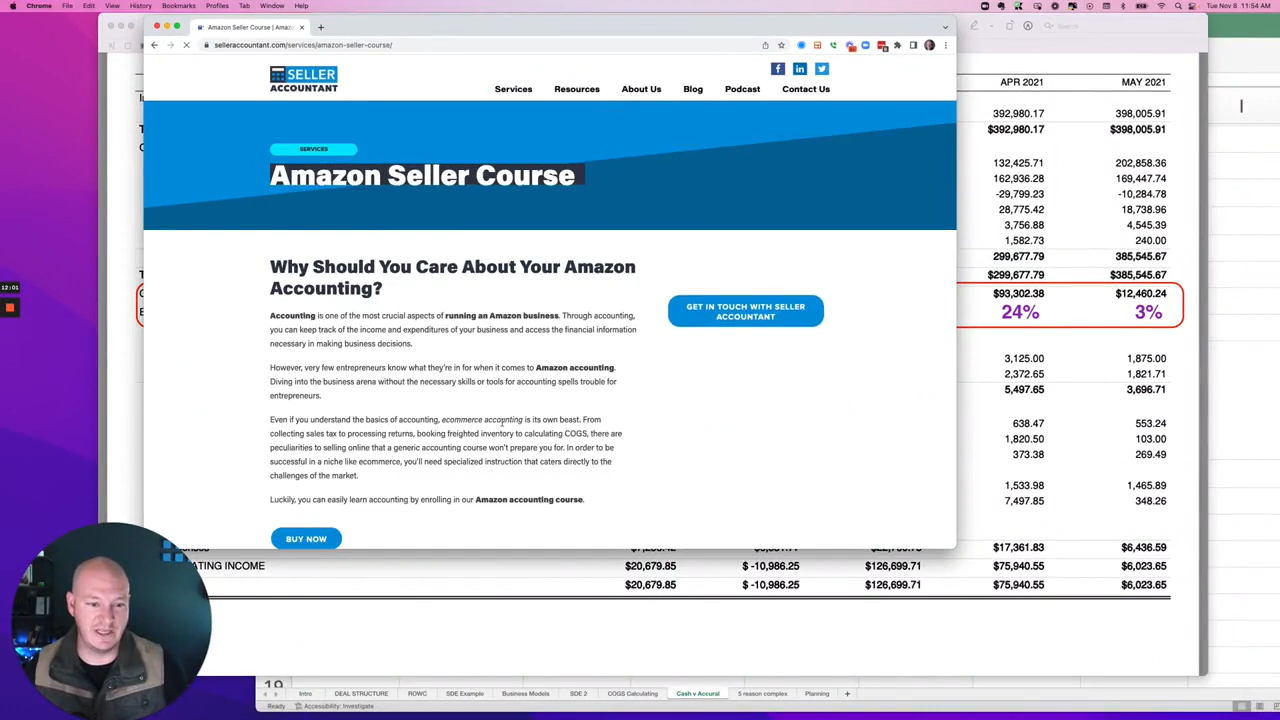 Chrome File Edit View History Bookmarks Profiles Tab Window Help
Tue Nov 8 11:54 AM
Amazon Seller Course | Amaz
selleraccountant.com/services/amazon-seller-course/
Search
SELLER
ACCOUNTANT
Services Resources About Us Blog Podcast Contact Us
SERVICES
Amazon Seller Course
Why Should You Care About Your Amazon
Accounting?
Accounting is one of the most crucial aspects of running an Amazon business. Through accounting,
you can keep track of the income and expenditures of your business and access the financial information
necessary in making business decisions.
However, very few entrepreneurs know what they're in for when it comes to Amazon accounting.
Diving into the business arena without the necessary skills or tools for accounting spells trouble for
entrepreneurs.
Even if you understand the basics of accounting, ecommerce accounting is its own beast. From
collecting sales tax to processing returns, booking freighted inventory to calculating COGS, there are
peculiarities to selling online that a generic accounting course won't prepare you for. In order to be
successful in a niche like ecommerce, you'll need specialized instruction that caters directly to the
challenges of the market.
Luckily, you can easily learn accounting by enrolling in our Amazon accounting course.
BUY NOW
GET IN TOUCH WITH SELLER
ACCOUNTANT
APR 2021 MAY 2021
392,980.17 398,005.91
$392,980.17 $398,005.91
132,425.71 202,858.36
162,936.28 169,447.74
-29,799.23 -10,284.78
28,775.42 18,738.96
3,756.88 4,545.39
1,582.73 240.00
299,677.79 385,545.67
$299,677.79 $385,545.67
$93,302.38 $12,460.24
24% 3%
3,125.00 1,875.00
2,372.65 1,821.71
5,497.65 3,696.71
638.47 553.24
1,820.50 103.00
373.38 269.49
1,533.98 1,465.89
7,497.85 348.26
$17,361.83 $6,436.59
ATING INCOME $20,679.85 $ -10,986.25 $126,699.71 $75,940.55 $6,023.65
$20,679.85 $ -10,986.25 $126,699.71 $75,940.55 $6,023.65
12:01
19
Intro DEAL STRUCTURE ROWC SDE Example Business Models SDE 2 COGS Calculating Cash v Accural 5 reason complex Planning
Ready Accessibility: Investigate